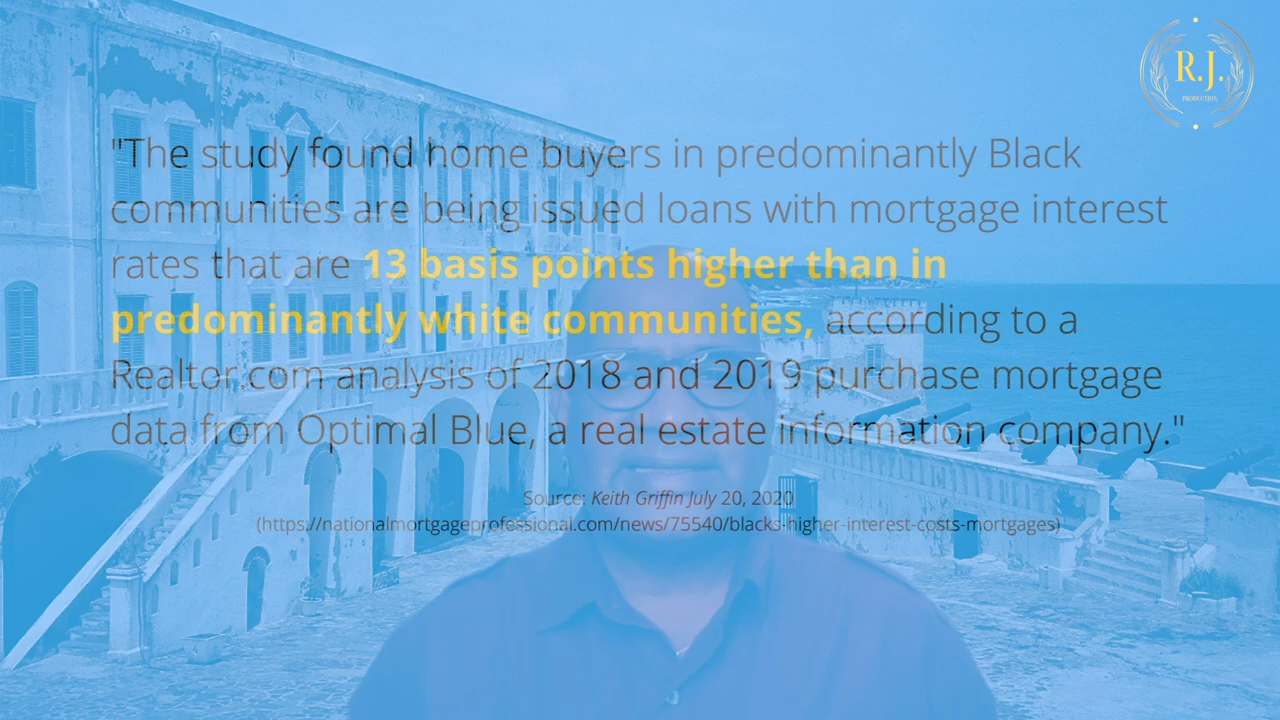 R.J.
PRODUCTION
"The study found home buyers in predominantly Black
communities are being issued loans with mortgage interest
rates that are 13 basis points higher than in
predominantly white communities, according to a
Realtor.com analysis of 2018 and 2019 purchase mortgage
data from Optimal Blue, a real estate information company."
Source: Keith Griffin July 20, 2020
(https://nationalmortgageprofessional.com/news/75540/blacks-higher-interest-costs-mortgages)